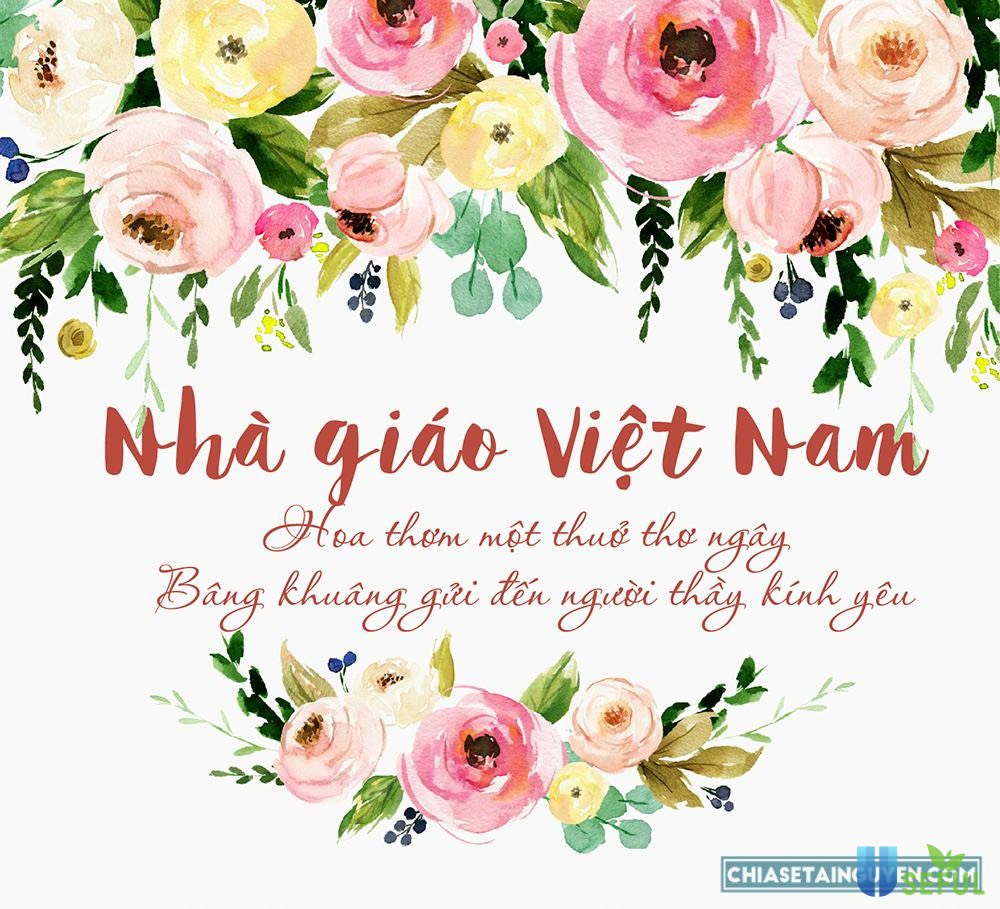 Nhà giáo Việt Nam
Hoa thơm một thuở thơ ngây
Bâng khuâng gửi đến người thầy kính yêu
CHIASETAINGUYEN.COM
USEFUL